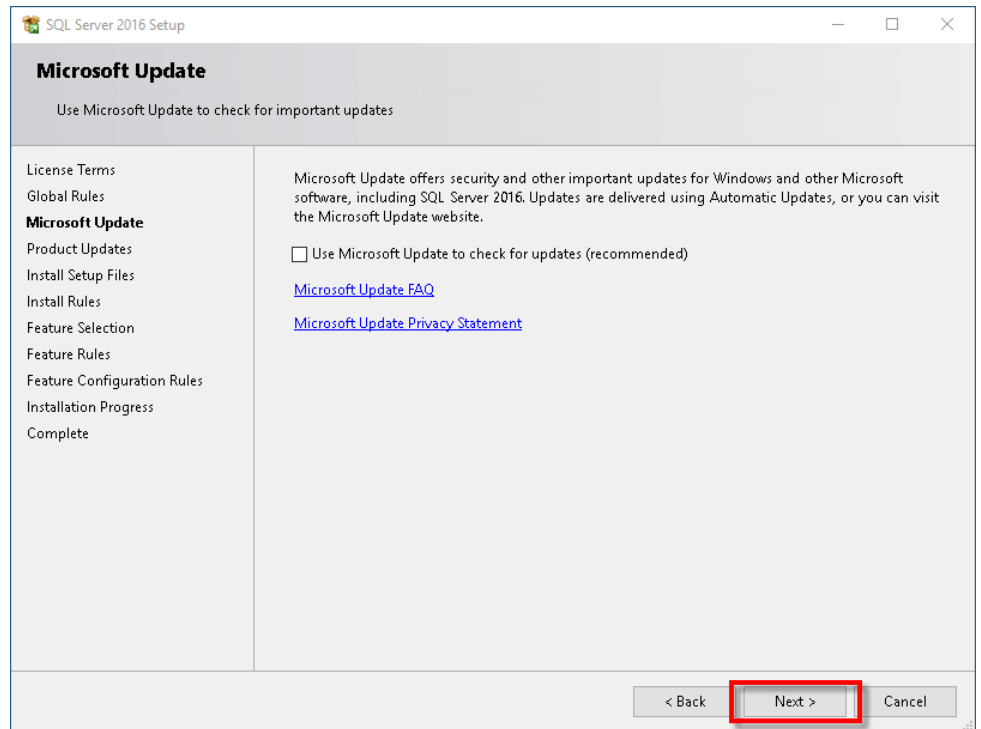 SQL Server 2016 Setup
Microsoft Update
Use Microsoft Update to check for important updates
License Terms
Global Rules
Microsoft Update
Product Updates
Install Setup Files
Install Rules
Feature Selection
Feature Rules
Feature Configuration Rules
Installation Progress
Complete
Microsoft Update offers security and other important updates for Windows and other Microsoft
software, including SQL Server 2016. Updates are delivered using Automatic Updates, or you can visit
the Microsoft Update website.
Use Microsoft Update to check for updates (recommended)
Microsoft Update FAQ
Microsoft Update Privacy Statement
< Back Next > Cancel